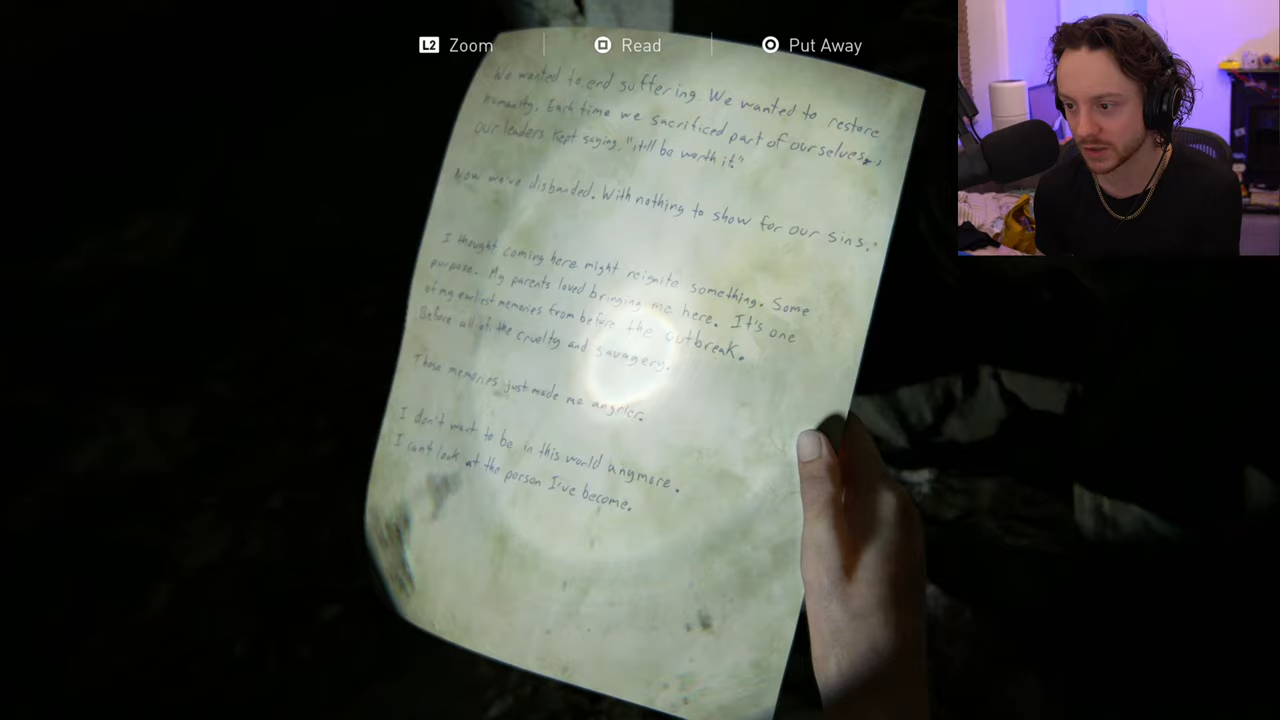 L2 Zoom
Read
Put Away
We wanted to end suffering. We wanted to restore
humanity. Each time we sacrificed part of ourselves,
our leaders kept saying, "it'll be worth it."
Now we've disbanded. With nothing to show for our sins.
I thought coming here might reignite something. Some
purpose. My parents loved bringing me here. It's one
of my earliest memories from before the outbreak.
Before all of the cruelty and savagery.
Those memories just made me angrier.
I don't want to be in this world anymore.
I can't look at the person I've become.